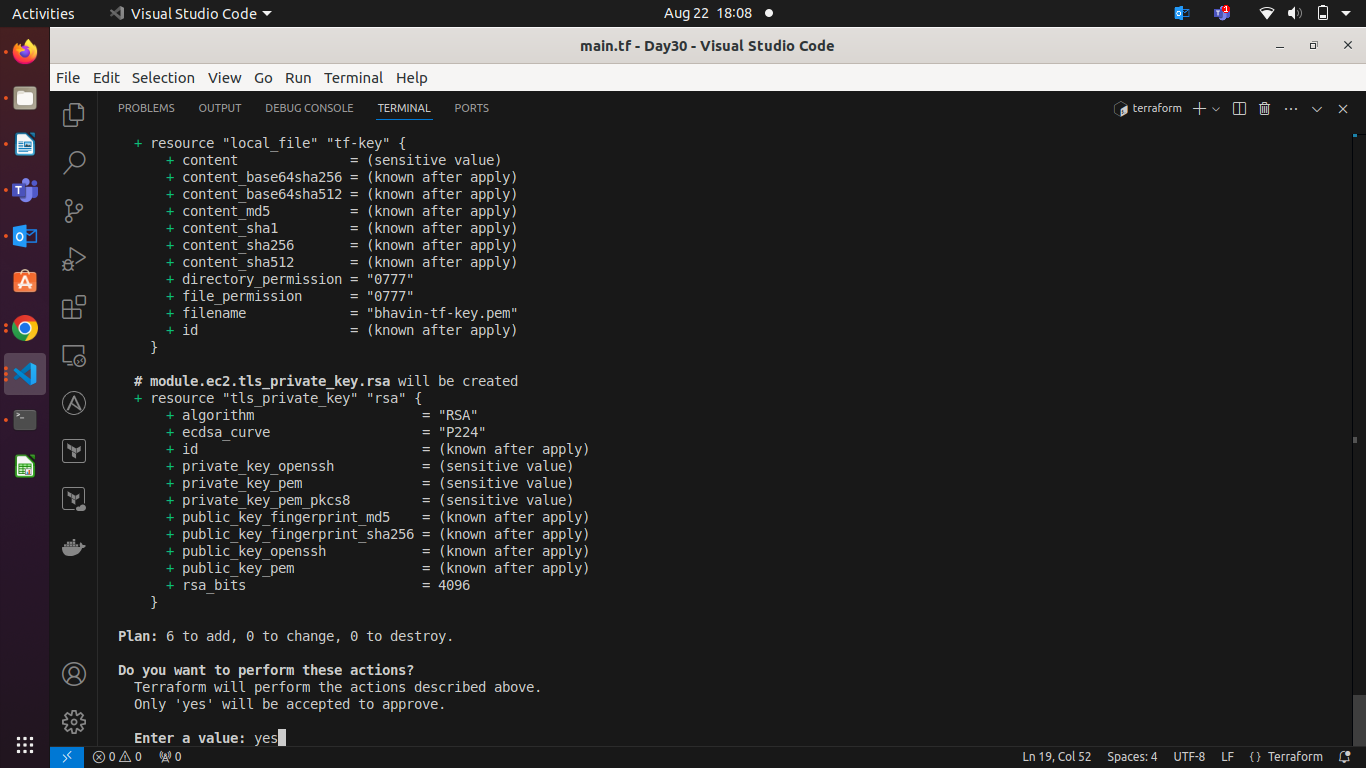 Activities Visual Studio Code Aug 22 18:08 1
main.tf - Day30 - Visual Studio Code
File Edit Selection View Go Run Terminal Help
PROBLEMS OUTPUT DEBUG CONSOLE TERMINAL PORTS terraform
+ resource "local_file" "tf-key" {
+ content = (sensitive value)
+ content_base64sha256 = (known after apply)
+ content_base64sha512 = (known after apply)
+ content_md5 = (known after apply)
+ content_sha1 = (known after apply)
+ content_sha256 = (known after apply)
+ content_sha512 = (known after apply)
+ directory_permission = "0777"
+ file_permission = "0777"
+ filename = "bhavin-tf-key.pem"
+ id = (known after apply)
}
# module.ec2.tls_private_key.rsa will be created
+ resource "tls_private_key" "rsa" {
+ algorithm = "RSA"
+ ecdsa_curve = "P224"
+ id = (known after apply)
+ private_key_openssh = (sensitive value)
+ private_key_pem = (sensitive value)
+ private_key_pem_pkcs8 = (sensitive value)
+ public_key_fingerprint_md5 = (known after apply)
+ public_key_fingerprint_sha256 = (known after apply)
+ public_key_openssh = (known after apply)
+ public_key_pem = (known after apply)
+ rsa_bits = 4096
}
Plan: 6 to add, 0 to change, 0 to destroy.
Do you want to perform these actions?
Terraform will perform the actions described above.
Only 'yes' will be accepted to approve.
Enter a value: yes
0 0 0 Ln 19, Col 52 Spaces: 4 UTF-8 LF { } Terraform